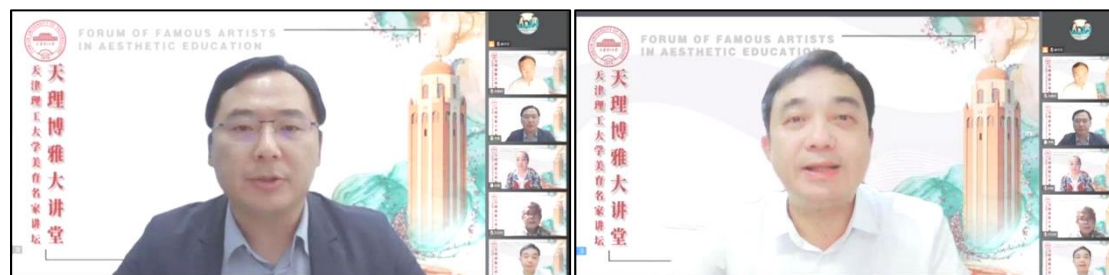 FORUM OF FAMOUS ARTISTS
IN AESTHETIC EDUCATION
天理博雅大讲堂
天津理工大学美育名家讲坛
FORUM OF FAMOUS ARTISTS
IN AESTHETIC EDUCATION
天理博雅大讲堂
天津理工大学美育名家讲坛